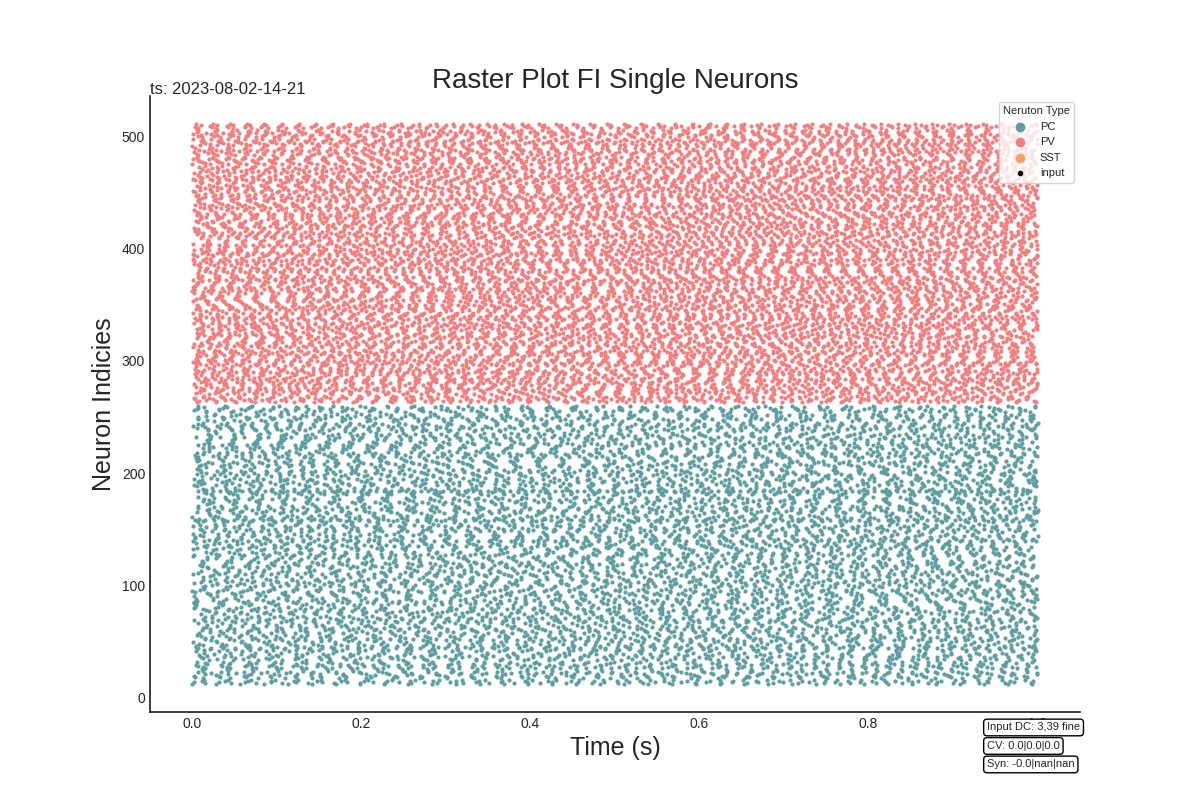 Raster Plot FI Single Neurons
ts: 2023-08-02-14-21
Neruton Type
PC
PV
SST
input
500
400
300
200
100
0
Neuron Indicies
0.0 0.2 0.4 0.6 0.8
Time (s)
Input DC: 3,39 fine
CV: 0.0|0.0|0.0
Syn: -0.0|nan|nan